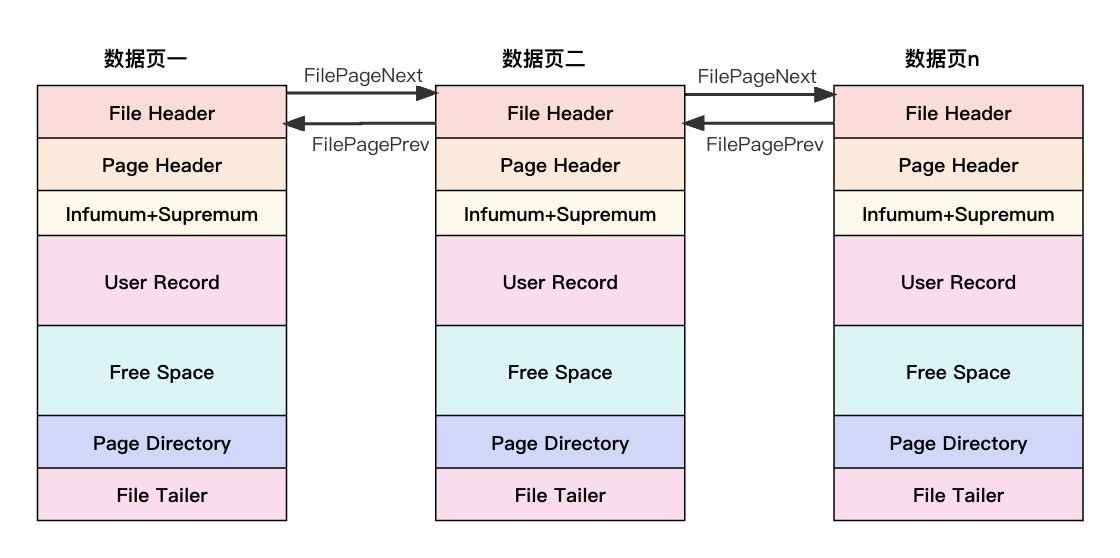 数据页一
数据页二
数据页n
FilePageNext
FilePageNext
FilePagePrev
FilePagePrev
File Header
Page Header
Infumum+Supremum
User Record
Free Space
Page Directory
File Tailer
File Header
Page Header
Infumum+Supremum
User Record
Free Space
Page Directory
File Tailer
File Header
Page Header
Infumum+Supremum
User Record
Free Space
Page Directory
File Tailer